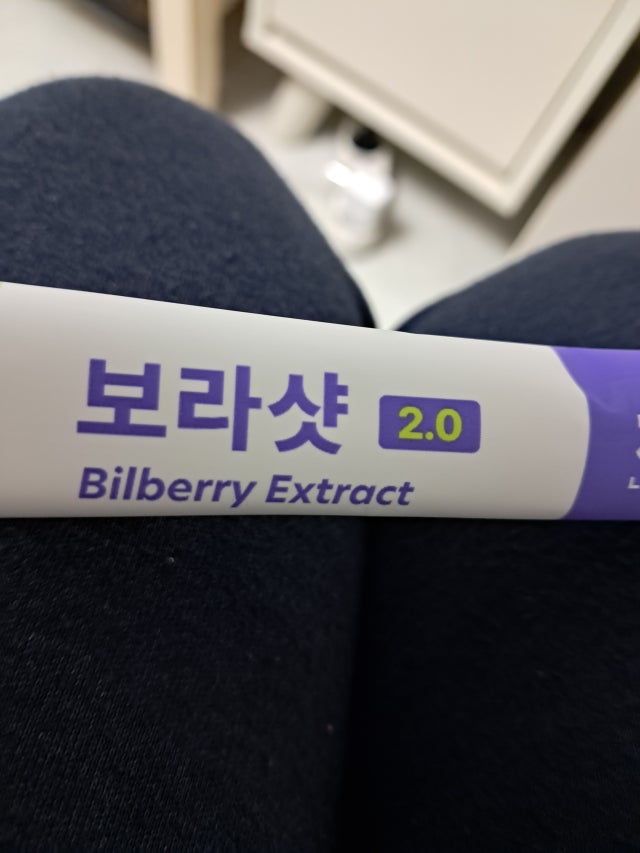 보라샷 2.0
Bilberry Extract